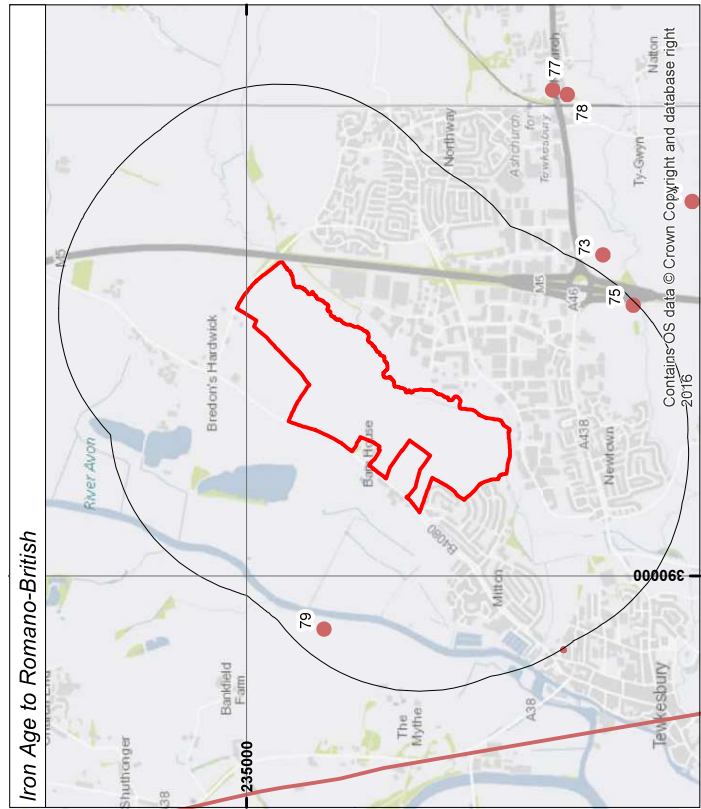 Iron Age to Romano-British
Shuthonger
A38
Bankfield
Farm
River Avon
Bredon's Hardwick
M5
235000
79
The
Mythe
A38
Tewkesbury
B4080
Mitton
Northway
Ashchurch
for
Tewkesbury
77
78
Natton
Ty-Gwyn
73
75
M5
A46
A438
Newtown
390000
Contains OS data © Crown Copyright and database right
2016